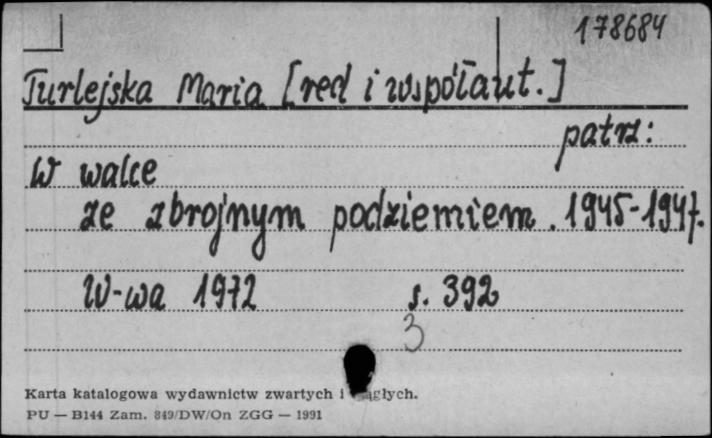 178684
Turlejska Maria [red i współaut.]
patrz:
W walce
ze zbrojnym podziemiem. 1945-1947.
W-wa 1972 s. 392
3
Karta katalogowa wydawnictw zwartych i
PU — B144 Zam. 849/DW/On ZGG — 1991